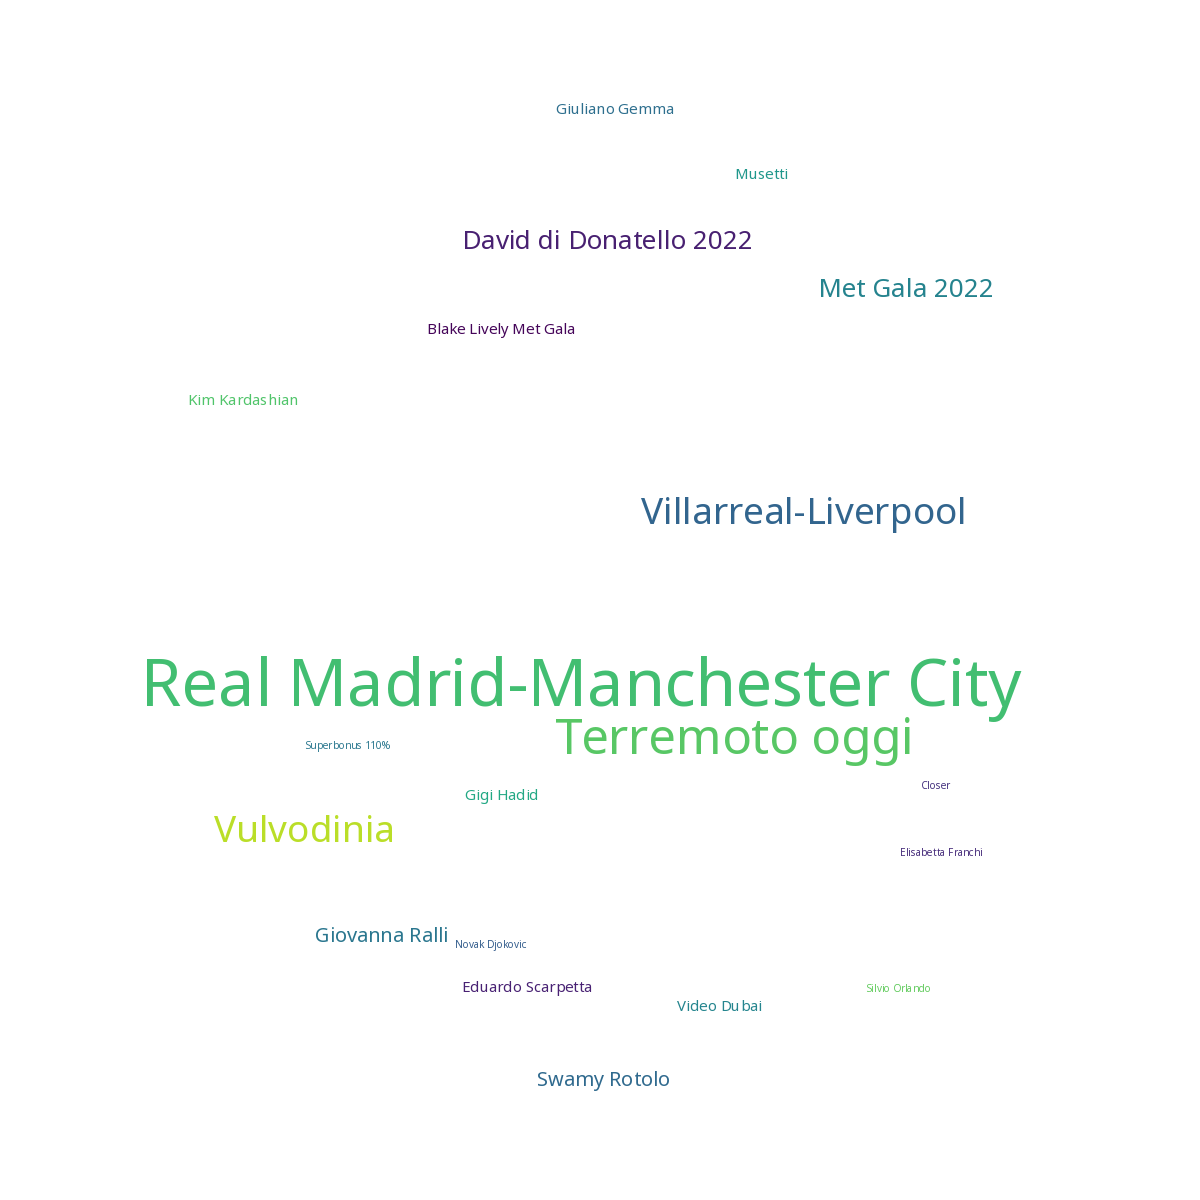 Giuliano Gemma
Musetti
David di Donatello 2022
Met Gala 2022
Blake Lively Met Gala
Kim Kardashian
Villarreal-Liverpool
Real Madrid-Manchester City
Terremoto oggi
Superbonus 110%
Closer
Gigi Hadid
Vulvodinia
Elisabetta Franchi
Giovanna Ralli
Novak Djokovic
Eduardo Scarpetta
Silvio Orlando
Video Dubai
Swamy Rotolo